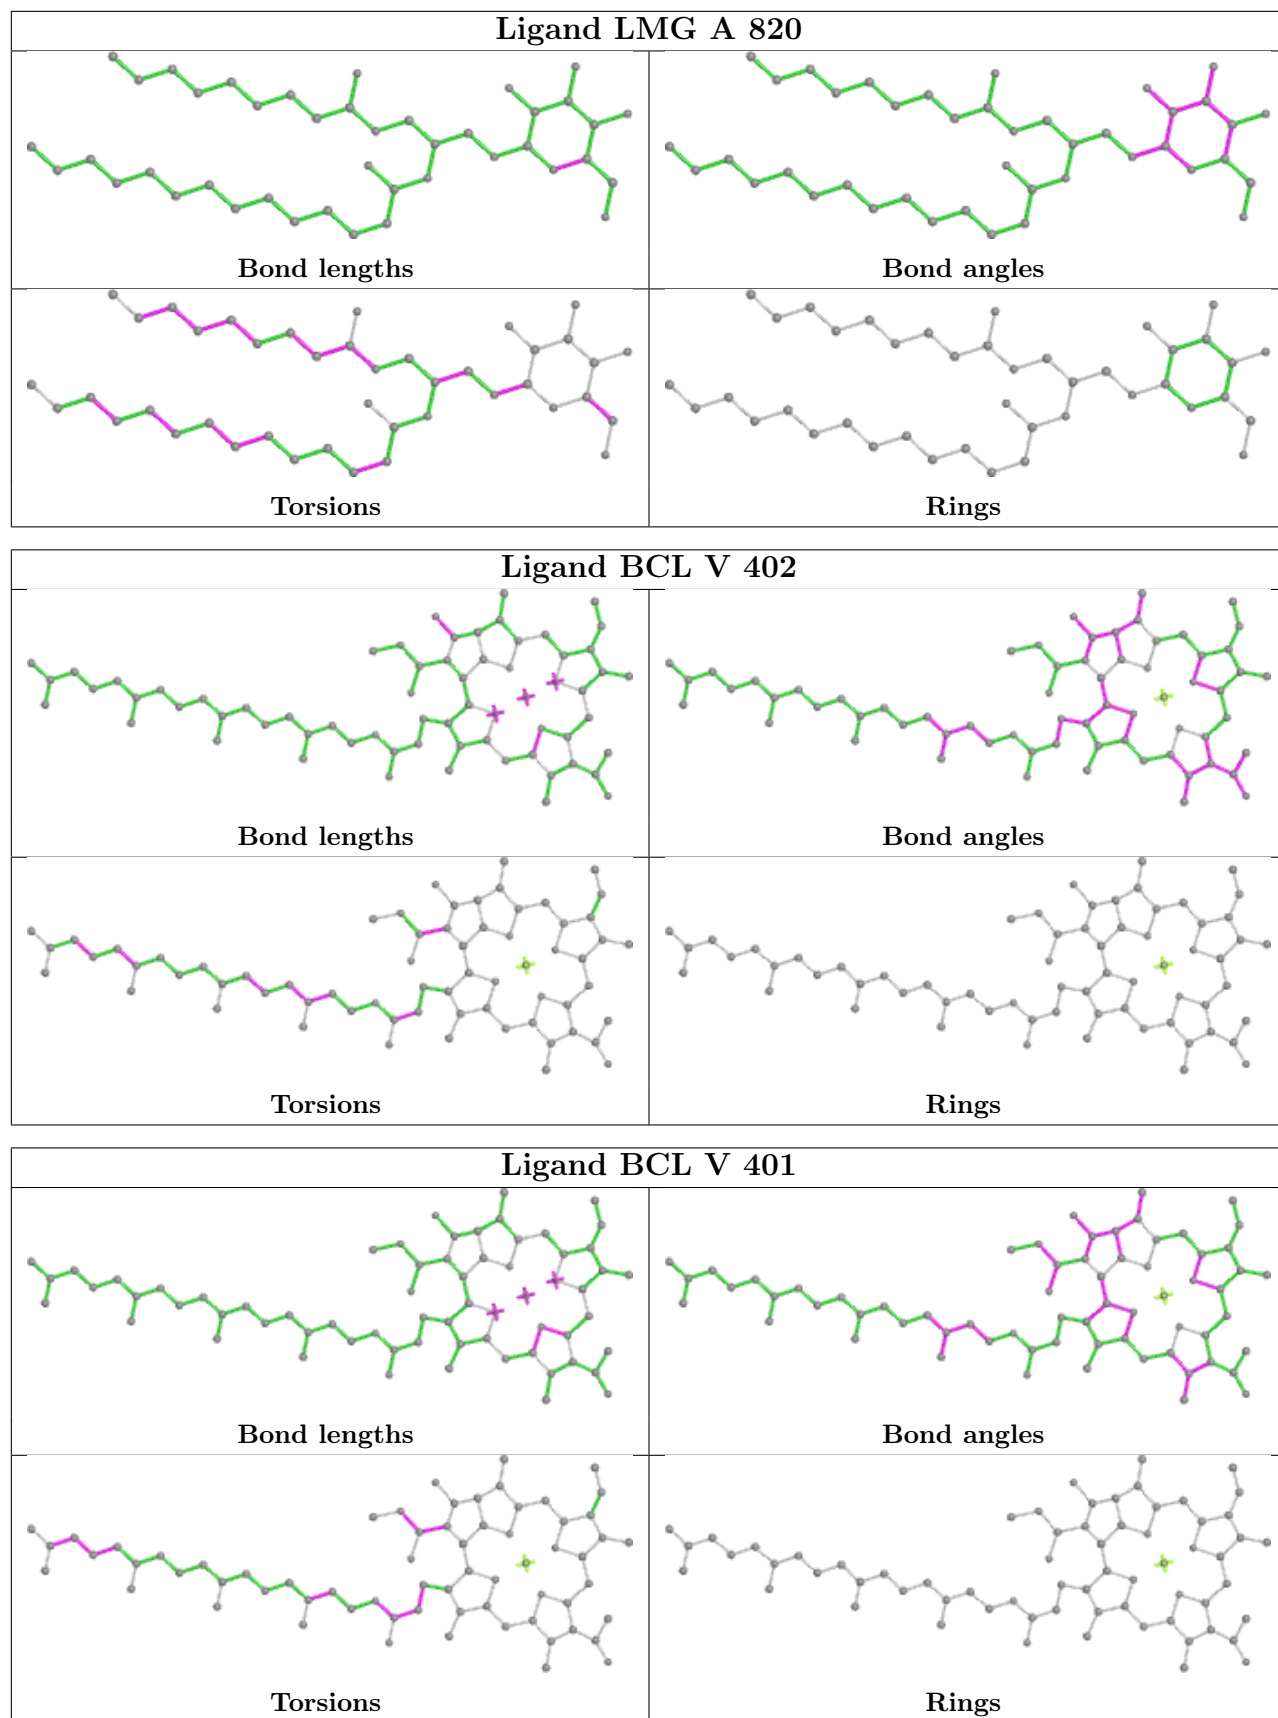 Ligand LMG A 820
Bond lengths
Bond angles
Torsions
Rings
Ligand BCL V 402
Bond lengths
Bond angles
Torsions
Rings
Ligand BCL V 401
Bond lengths
Bond angles
Torsions
Rings